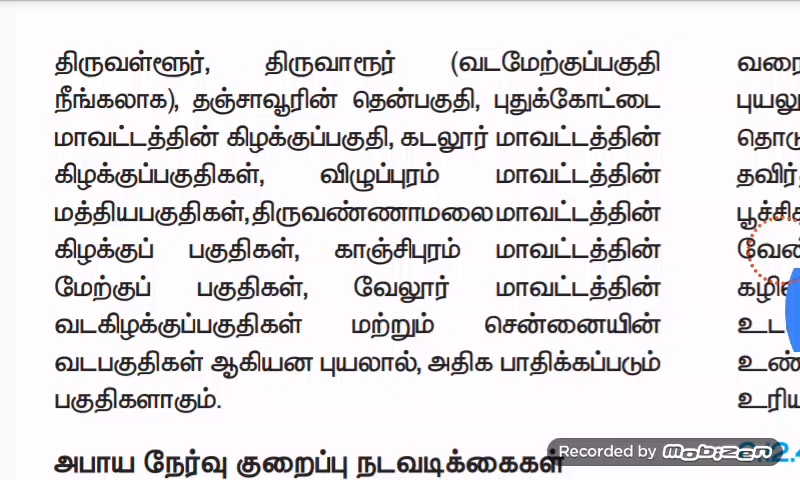 திருவள்ளூர், திருவாரூர் (வடமேற்குப்பகுதி
நீங்கலாக), தஞ்சாவூரின் தென்பகுதி, புதுக்கோட்டை
மாவட்டத்தின் கிழக்குப்பகுதி, கடலூர் மாவட்டத்தின்
கிழக்குப்பகுதிகள், விழுப்புரம் மாவட்டத்தின்
மத்தியபகுதிகள்,திருவண்ணாமலைமாவட்டத்தின்
கிழக்குப் பகுதிகள், காஞ்சிபுரம் மாவட்டத்தின்
மேற்குப் பகுதிகள், வேலூர் மாவட்டத்தின்
வடகிழக்குப்பகுதிகள் மற்றும் சென்னையின்
வடபகுதிகள் ஆகியன புயலால், அதிக பாதிக்கப்படும்
பகுதிகளாகும்.
அபாய நேர்வு குறைப்பு நடவடிக்கைகள்
Recorded by mobizen